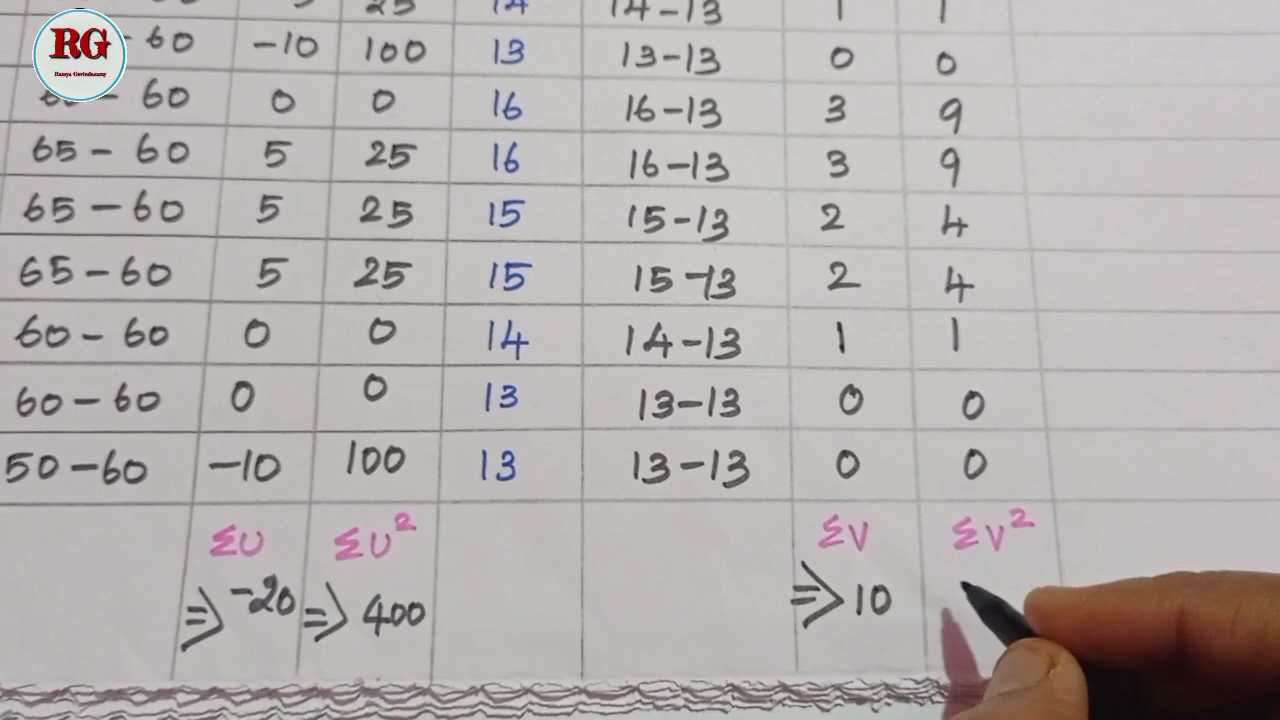 25 14 14-13 1 1
RG
Ramya Govindasamy
- 60 -10 100 13 13-13 0 0
- 60 0 0 16 16-13 3 9
65 - 60 5 25 16 16-13 3 9
65 - 60 5 25 15 15-13 2 4
65 - 60 5 25 15 15-13 2 4
60 - 60 0 0 14 14-13 1 1
60 - 60 0 0 13 13-13 0 0
50 - 60 -10 100 13 13-13 0 0
ΣU ΣU² ΣV ΣV²
⇒ -20 ⇒ 400 ⇒ 10